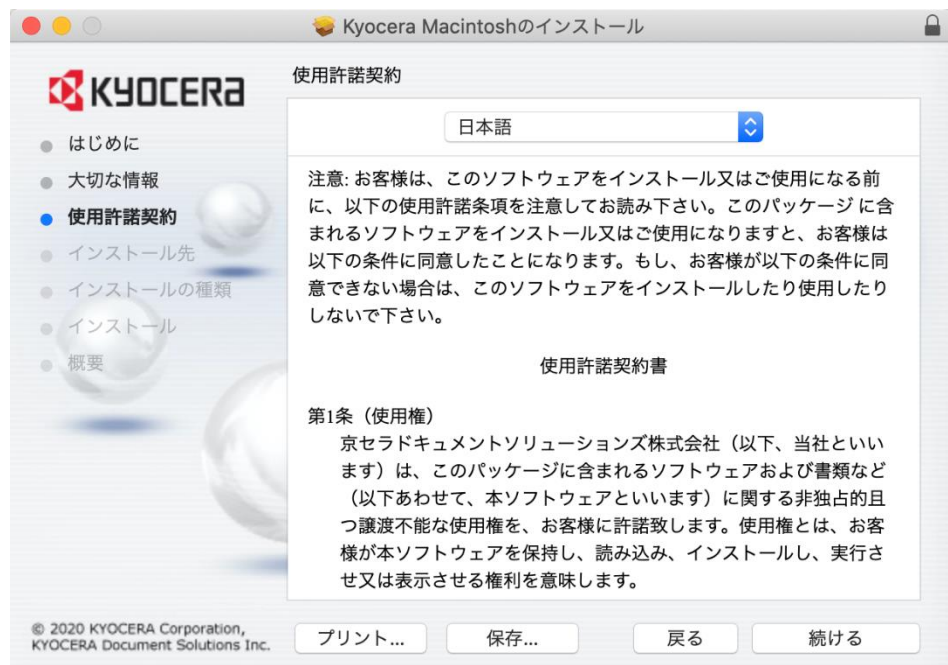 Kyocera Macintoshのインストール
KYOCERA
はじめに
大切な情報
使用許諾契約
インストール先
インストールの種類
インストール
概要
© 2020 KYOCERA Corporation,
KYOCERA Document Solutions Inc.
使用許諾契約
日本語
注意: お客様は、このソフトウェアをインストール又はご使用になる前
に、以下の使用許諾条項を注意してお読み下さい。このパッケージ に含
まれるソフトウェアをインストール又はご使用になりますと、お客様は
以下の条件に同意したことになります。もし、お客様が以下の条件に同
意できない場合は、このソフトウェアをインストールしたり使用したり
しないで下さい。
使用許諾契約書
第1条（使用権）
京セラドキュメントソリューションズ株式会社（以下、当社といい
ます）は、このパッケージに含まれるソフトウェアおよび書類など
（以下あわせて、本ソフトウェアといいます）に関する非独占的且
つ譲渡不能な使用権を、お客様に許諾致します。使用権とは、お客
様が本ソフトウェアを保持し、読み込み、インストールし、実行さ
せ又は表示させる権利を意味します。
プリント...
保存...
戻る
続ける